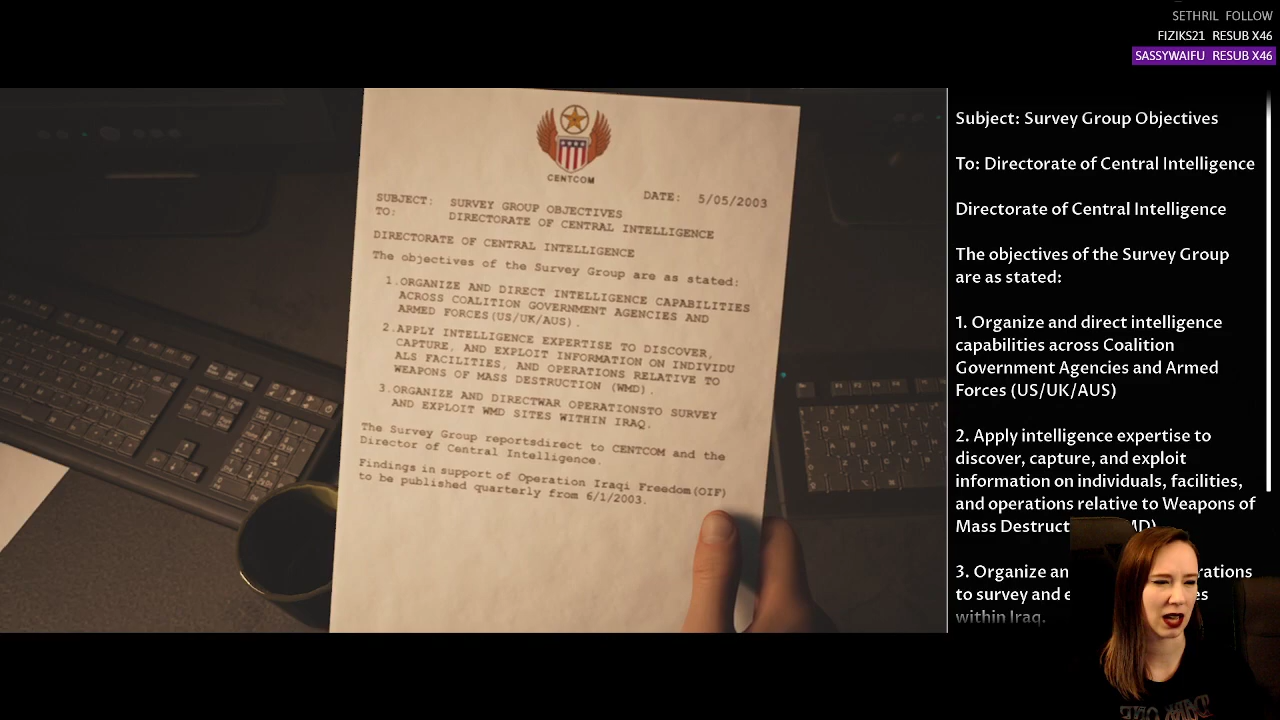 SETHRIL FOLLOW
FIZIKS21 RESUB X46
SASSYWAIFU RESUB X46
CENTCOM
DATE: 5/05/2003
SUBJECT: SURVEY GROUP OBJECTIVES
TO: DIRECTORATE OF CENTRAL INTELLIGENCE
DIRECTORATE OF CENTRAL INTELLIGENCE
The objectives of the Survey Group are as stated:
1.ORGANIZE AND DIRECT INTELLIGENCE CAPABILITIES
ACROSS COALITION GOVERNMENT AGENCIES AND
ARMED FORCES(US/UK/AUS).
2.APPLY INTELLIGENCE EXPERTISE TO DISCOVER,
CAPTURE, AND EXPLOIT INFORMATION ON INDIVIDU
ALS FACILITIES, AND OPERATIONS RELATIVE TO
WEAPONS OF MASS DESTRUCTION (WMD).
3.ORGANIZE AND DIRECTWAR OPERATIONSTO SURVEY
AND EXPLOIT WMD SITES WITHIN IRAQ.
The Survey Group reportsdirect to CENTCOM and the
Director of Central Intelligence.
Findings in support of Operation Iraqi Freedom(OIF)
to be published quarterly from 6/1/2003.
Subject: Survey Group Objectives
To: Directorate of Central Intelligence
Directorate of Central Intelligence
The objectives of the Survey Group
are as stated:
1. Organize and direct intelligence
capabilities across Coalition
Government Agencies and Armed
Forces (US/UK/AUS)
2. Apply intelligence expertise to
discover, capture, and exploit
information on individuals, facilities,
and operations relative to Weapons of
Mass Destruct MD)
3. Organize an rations
to survey and e es
within Iraq.